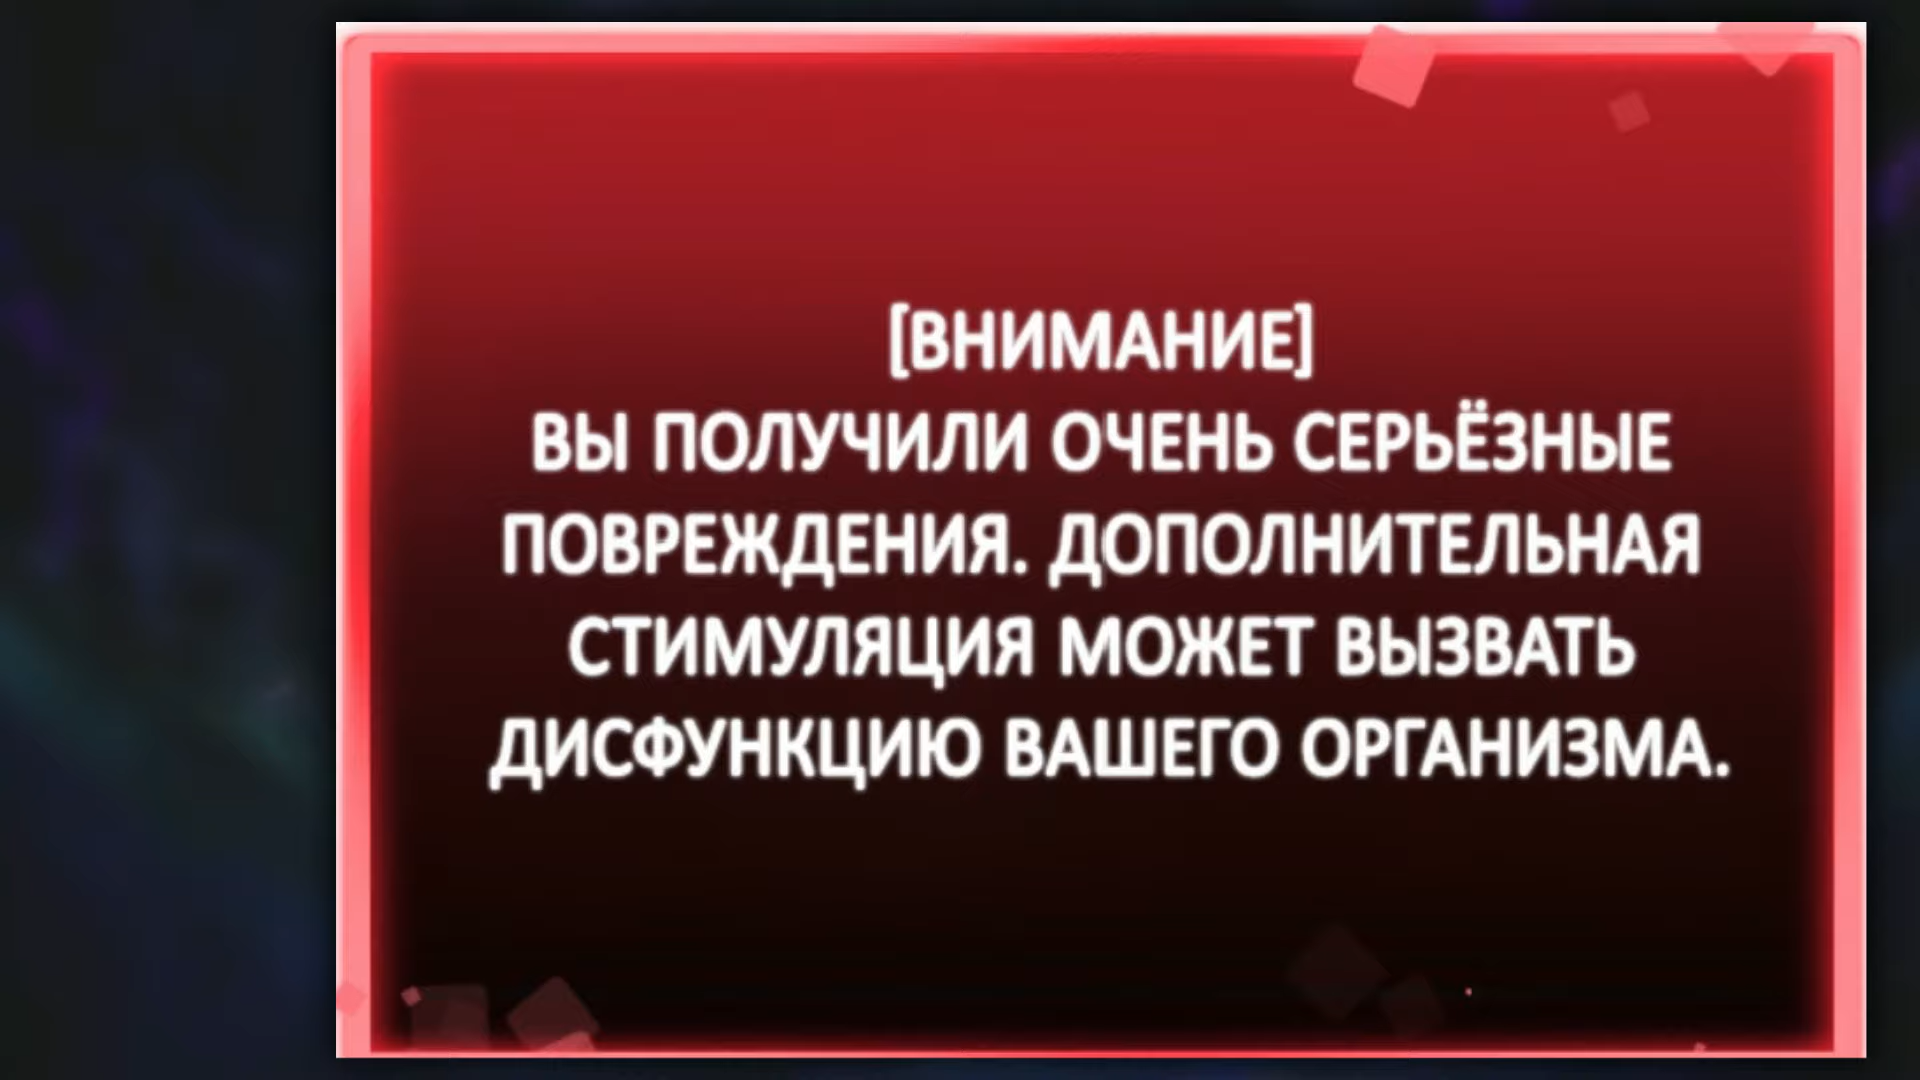 [ВНИМАНИЕ]
ВЫ ПОЛУЧИЛИ ОЧЕНЬ СЕРЬЁЗНЫЕ
ПОВРЕЖДЕНИЯ. ДОПОЛНИТЕЛЬНАЯ
СТИМУЛЯЦИЯ МОЖЕТ ВЫЗВАТЬ
ДИСФУНКЦИЮ ВАШЕГО ОРГАНИЗМА.